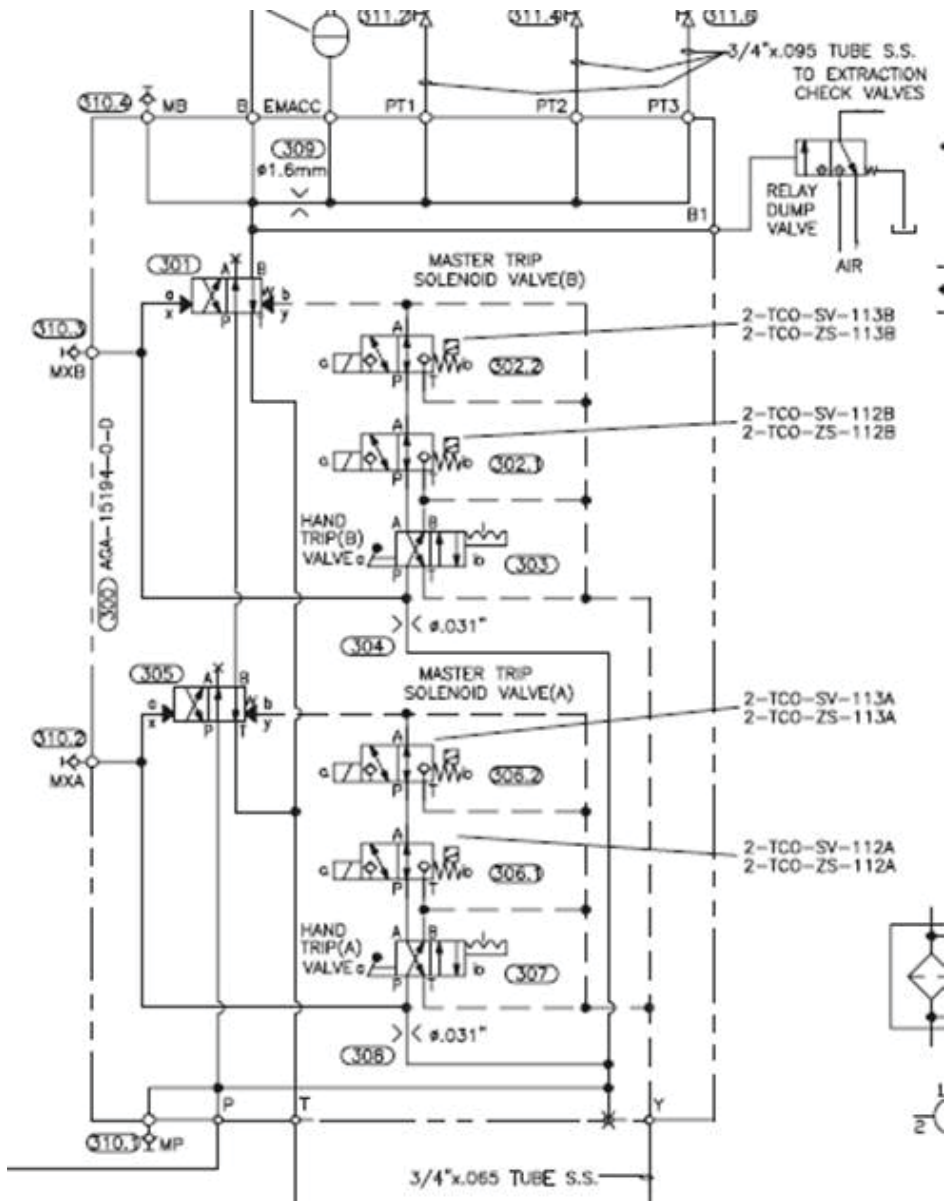 311.2
311.4
311.6
3/4"x.095 TUBE S.S.
TO EXTRACTION
CHECK VALVES
310.4
MB
B
EMACC
PT1
PT2
PT3
309
ø1.6mm
B1
RELAY
DUMP
VALVE
AIR
301
A
B
MASTER TRIP
SOLENOID VALVE(B)
a
b
x
P
T
y
310.3
MXB
A
2-TCO-SV-113B
2-TCO-ZS-113B
a
P
T
b
302.2
A
2-TCO-SV-112B
2-TCO-ZS-112B
a
P
T
b
302.1
300
AGA-15194-0-D
HAND
TRIP(B)
VALVE
A
B
a
b
P
T
303
304
ø.031"
305
A
B
MASTER TRIP
SOLENOID VALVE(A)
a
b
x
P
T
y
310.2
MXA
2-TCO-SV-113A
2-TCO-ZS-113A
A
a
P
T
b
306.2
2-TCO-SV-112A
2-TCO-ZS-112A
A
a
P
T
b
306.1
HAND
TRIP(A)
VALVE
A
B
a
b
P
T
307
308
ø.031"
P
T
Y
310.1
MP
3/4"x.065 TUBE S.S.
1
2